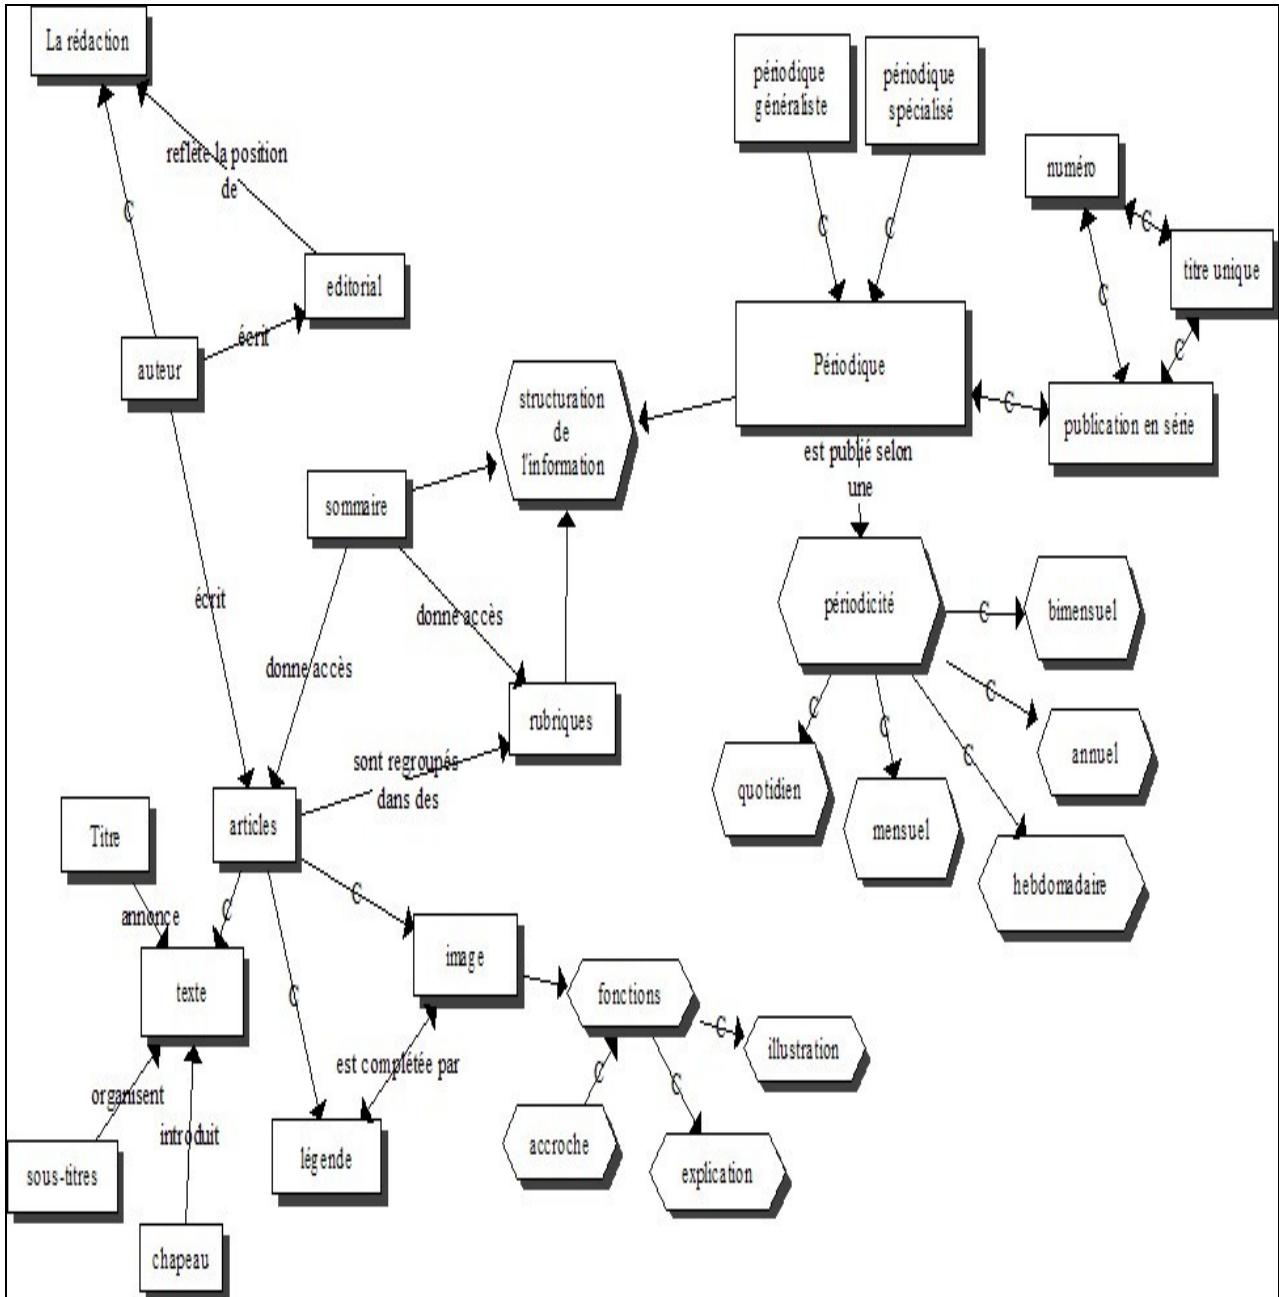 La rédaction
périodique
généraliste
périodique
spécialisé
reflète la position
de
numéro
C
C
C
C
titre unique
C
editorial
écrit
C
auteur
structuration
de
l'information
Périodique
C
publication en série
est publié selon
une
sommaire
écrit
donne accès
donne accès
périodicité
C
bimensuel
C
annuel
C
C
C
quotidien
mensuel
hebdomadaire
rubriques
sont regroupés
dans des
articles
Titre
annonce
C
C
C
texte
image
fonctions
C
illustration
est complétée par
C
C
organisent
introduit
légende
accroche
explication
sous-titres
chapeau